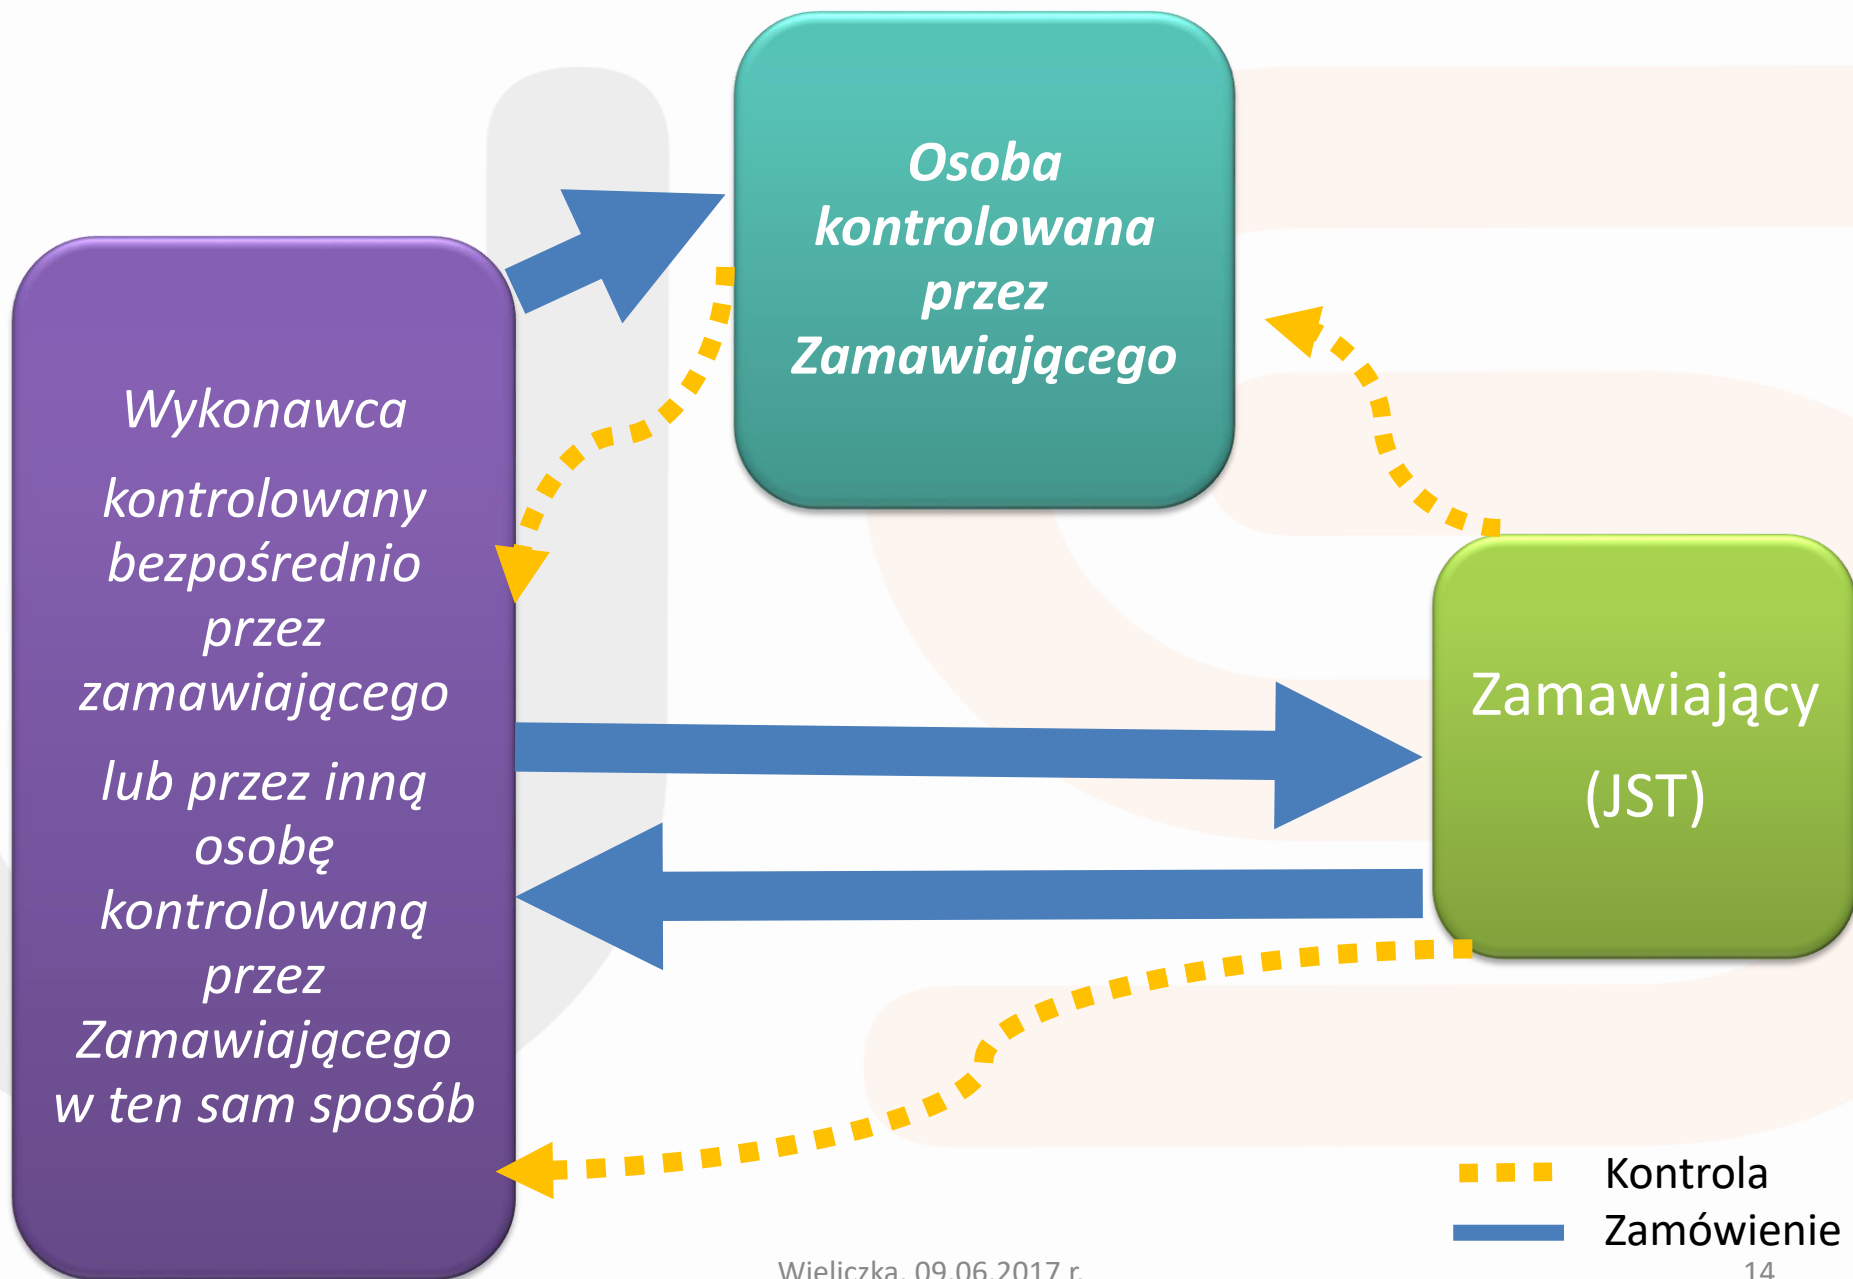 Osoba
kontrolowana
przez
Zamawiającego
Wykonawca
kontrolowany
bezpośrednio
przez
zamawiającego
lub przez inną
osobę
kontrolowaną
przez
Zamawiającego
w ten sam sposób
Zamawiający
(JST)
Kontrola
Zamówienie
Wieliczka, 09.06.2017 r.
14